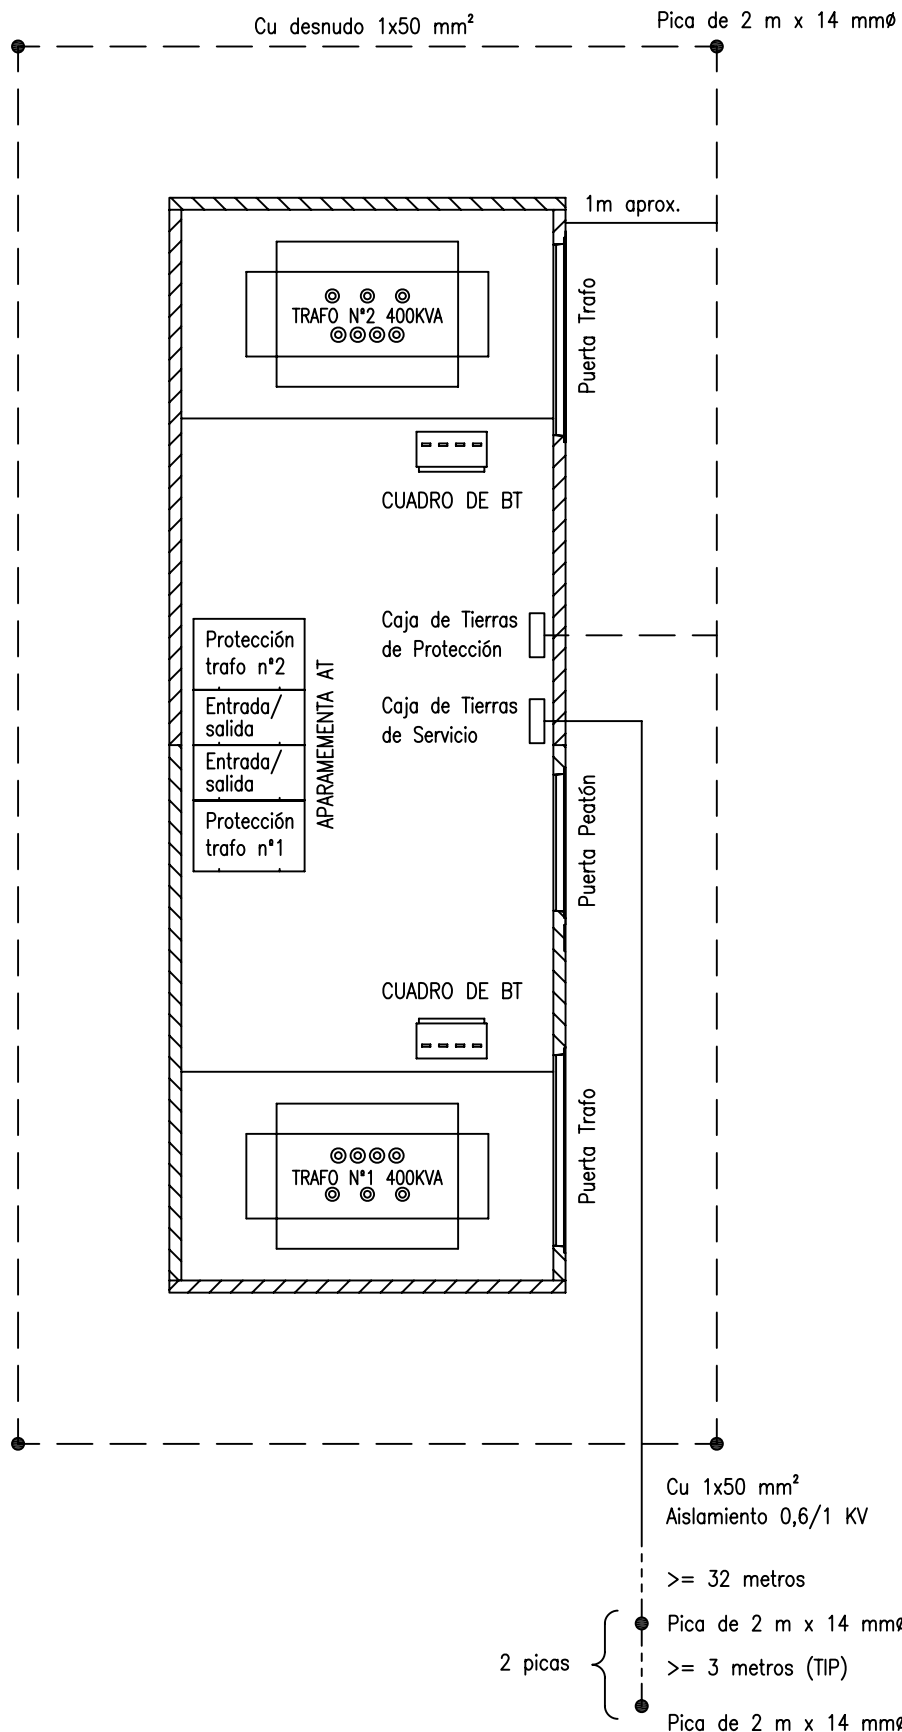 Cu desnudo 1x50 mm²
Pica de 2 m x 14 mmø
1m aprox.
Puerta Trafo
TRAFO Nº2 400KVA
CUADRO DE BT
Caja de Tierras
de Protección
Protección
trafo nº2
Entrada/
salida
Entrada/
salida
Protección
trafo nº1
APARAMEMENTA AT
Caja de Tierras
de Servicio
Puerta Peatón
CUADRO DE BT
TRAFO Nº1 400KVA
Puerta Trafo
Cu 1x50 mm²
Aislamiento 0,6/1 KV
>= 32 metros
Pica de 2 m x 14 mmø
2 picas
>= 3 metros (TIP)
Pica de 2 m x 14 mmø